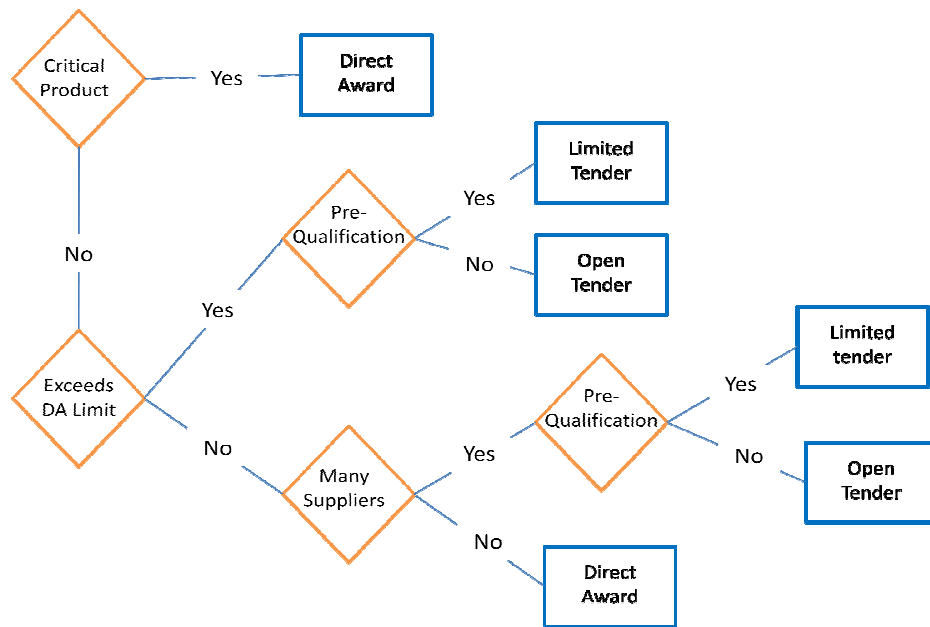 Critical
Product
Yes
Direct
Award
No
Exceeds
DA Limit
Yes
Pre-
Qualification
Yes
Limited
Tender
No
Open
Tender
No
Many
Suppliers
Yes
Pre-
Qualification
Yes
Limited
tender
No
Open
Tender
No
Direct
Award